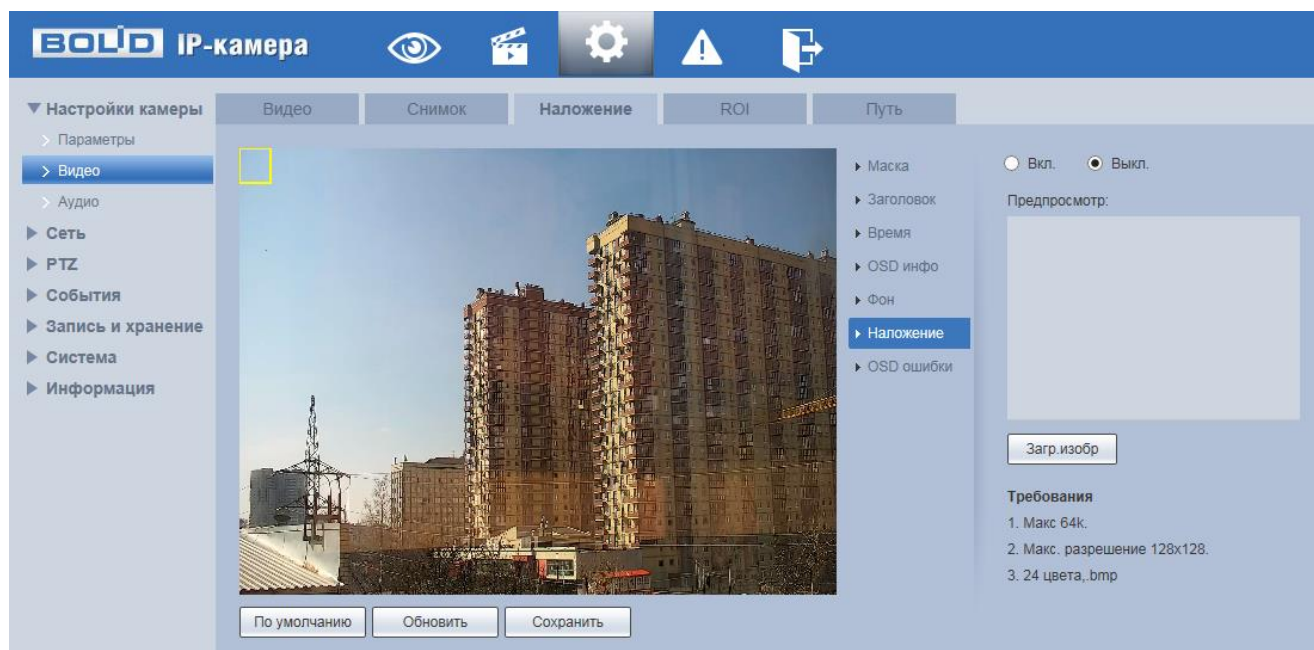 BOLID IP-камера
Настройки камеры
Параметры
Видео
Аудио
Сеть
PTZ
События
Запись и хранение
Система
Информация
Видео
Снимок
Наложение
ROI
Путь
Маска
Заголовок
Время
OSD инфо
Фон
Наложение
OSD ошибки
Вкл. Выкл.
Предпросмотр:
Загр.изобр
Требования
1. Макс 64k.
2. Макс. разрешение 128x128.
3. 24 цвета,.bmp
По умолчанию
Обновить
Сохранить